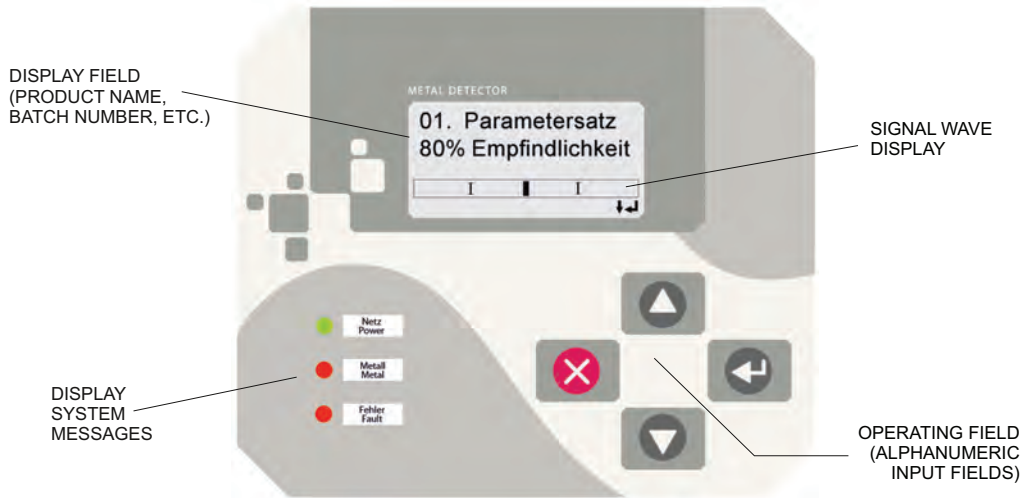 DISPLAY FIELD
(PRODUCT NAME,
BATCH NUMBER, ETC.)
METAL DETECTOR
01. Parametersatz
80% Empfindlichkeit
I I
SIGNAL WAVE
DISPLAY
Netz
Power
Metall
Metal
Fehler
Fault
DISPLAY
SYSTEM
MESSAGES
OPERATING FIELD
(ALPHANUMERIC
INPUT FIELDS)